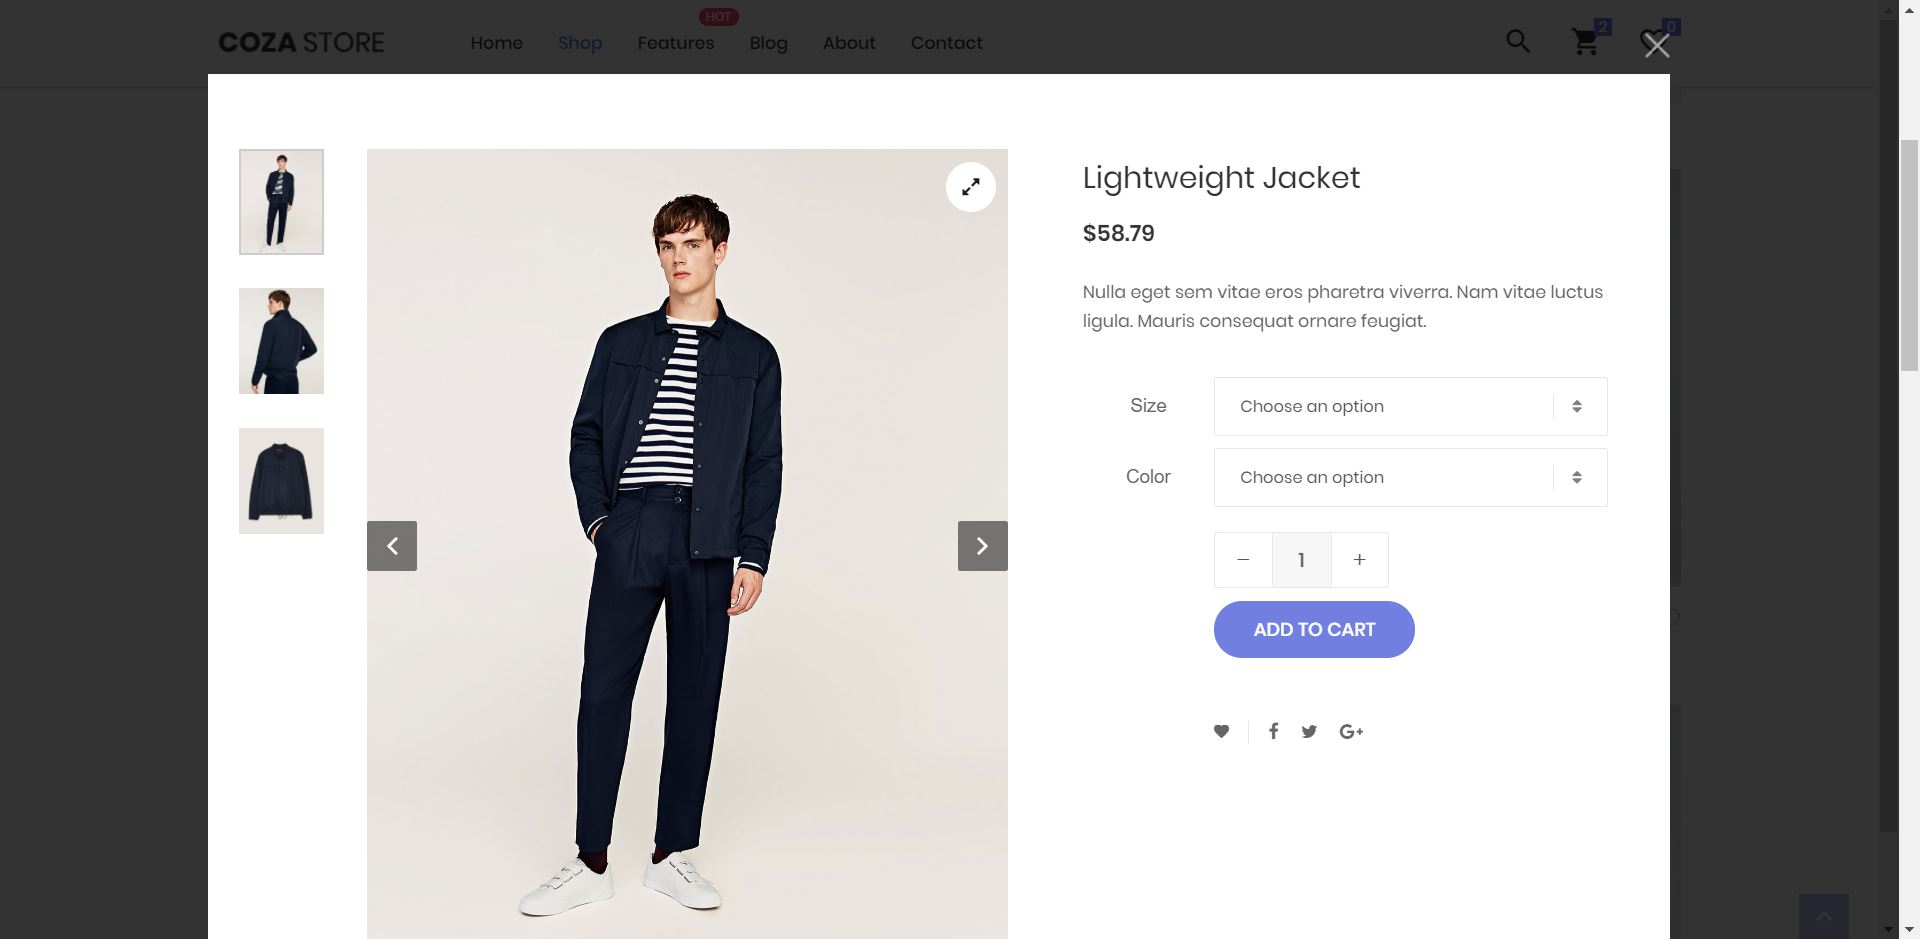 HOT
COZA STORE Home Shop Features Blog About Contact 2 0
Lightweight Jacket
$58.79
Nulla eget sem vitae eros pharetra viverra. Nam vitae luctus
ligula. Mauris consequat ornare feugiat.
Size Choose an option
Color Choose an option
− 1 +
ADD TO CART
G+